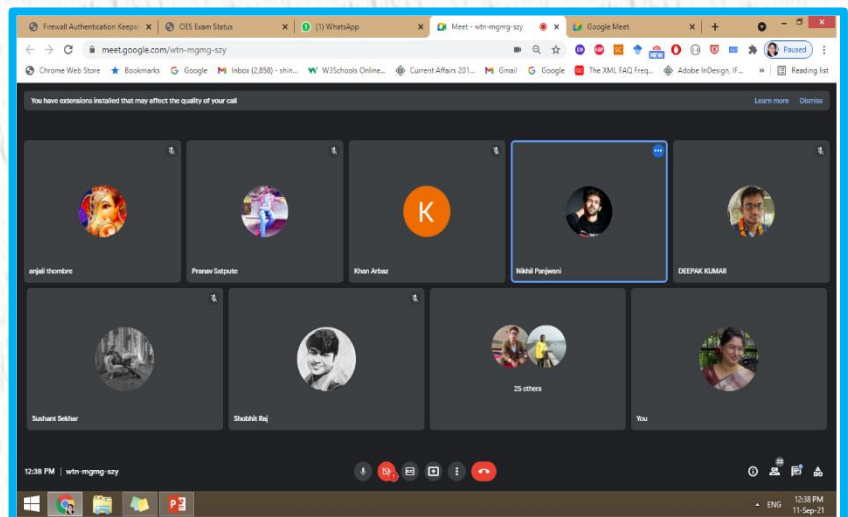 Firewall Authentication Keepa
OES Exam Status
(1) WhatsApp
Meet - wtn-mgmg-szy
Google Meet
meet.google.com/wtn-mgmg-szy
NEW
Paused
Chrome Web Store
Bookmarks
Google
Inbox (2,858) - shin...
W3Schools Online...
Current Affairs 201...
Gmail
Google
The XML FAQ Freq...
Adobe InDesign, IF...
»
Reading list
You have extensions installed that may affect the quality of your call
Learn more
Dismiss
K
anjali thombre
Pranav Satpute
Khan Arbaz
Nikhil Panjwani
DEEPAK KUMAR
25 others
Sushant Sekhar
Shobhit Raj
You
12:38 PM | wtn-mgmg-szy
33
ENG
12:38 PM
11-Sep-21